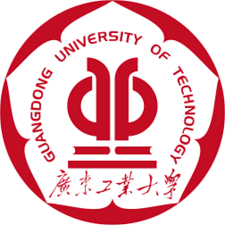 GUANGDONG UNIVERSITY OF TECHNOLOGY
廣東工業大學